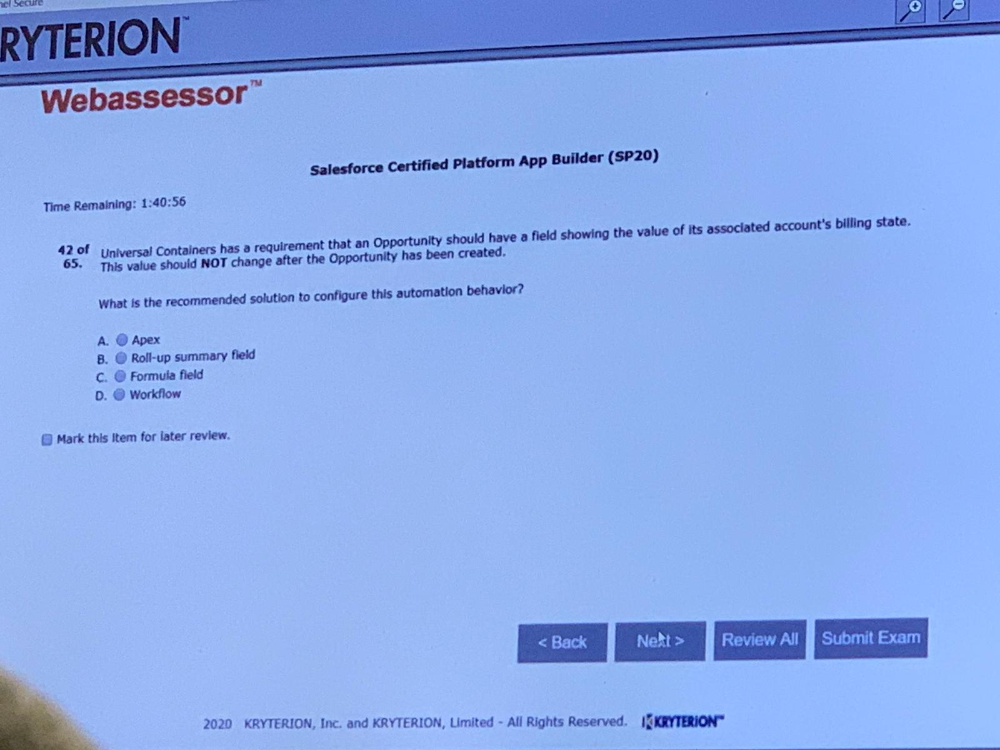 nel Secure
RYTERION™
Webassessor™
Salesforce Certified Platform App Builder (SP20)
Time Remaining: 1:40:56
42 of 65. Universal Containers has a requirement that an Opportunity should have a field showing the value of its associated account's billing state.
This value should NOT change after the Opportunity has been created.
What is the recommended solution to configure this automation behavior?
A. Apex
B. Roll-up summary field
C. Formula field
D. Workflow
Mark this item for later review.
< Back Next > Review All Submit Exam
2020 KRYTERION, Inc. and KRYTERION, Limited - All Rights Reserved. KRYTERION™